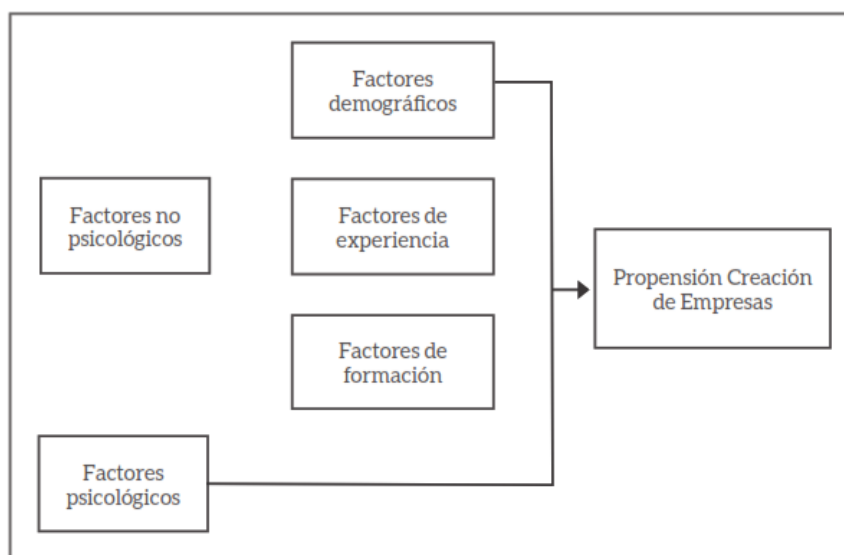 Factores
demográficos
Factores no
psicológicos
Factores de
experiencia
Propensión Creación
de Empresas
Factores de
formación
Factores
psicológicos